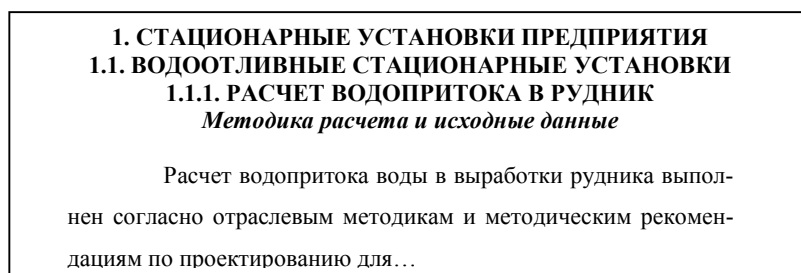 1. СТАЦИОНАРНЫЕ УСТАНОВКИ ПРЕДПРИЯТИЯ
1.1. ВОДООТЛИВНЫЕ СТАЦИОНАРНЫЕ УСТАНОВКИ
1.1.1. РАСЧЕТ ВОДОПРИТОКА В РУДНИК
Методика расчета и исходные данные
Расчет водопритока воды в выработки рудника выпол-
нен согласно отраслевым методикам и методическим рекомен-
дациям по проектированию для…